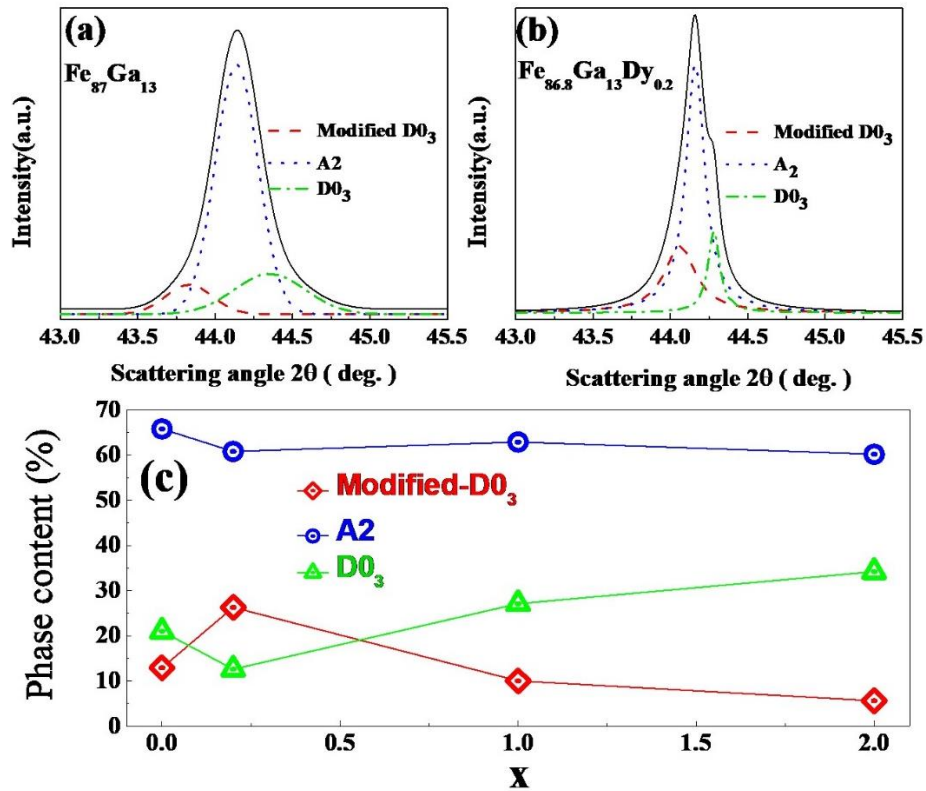 (a)
Fe₈₇Ga₁₃
Modified D0₃
A2
D0₃
Intensity(a.u.)
43.0 43.5 44.0 44.5 45.0 45.5
Scattering angle 2θ ( deg. )
(b)
Fe₈₆.₈Ga₁₃Dy₀.₂
Modified D0₃
A₂
D0₃
Intensity(a.u.)
43.0 43.5 44.0 44.5 45.0 45.5
Scattering angle 2θ ( deg. )
(c)
Modified-D0₃
A2
D0₃
Phase content (%)
70
60
50
40
30
20
10
0
0.0 0.5 1.0 1.5 2.0
X